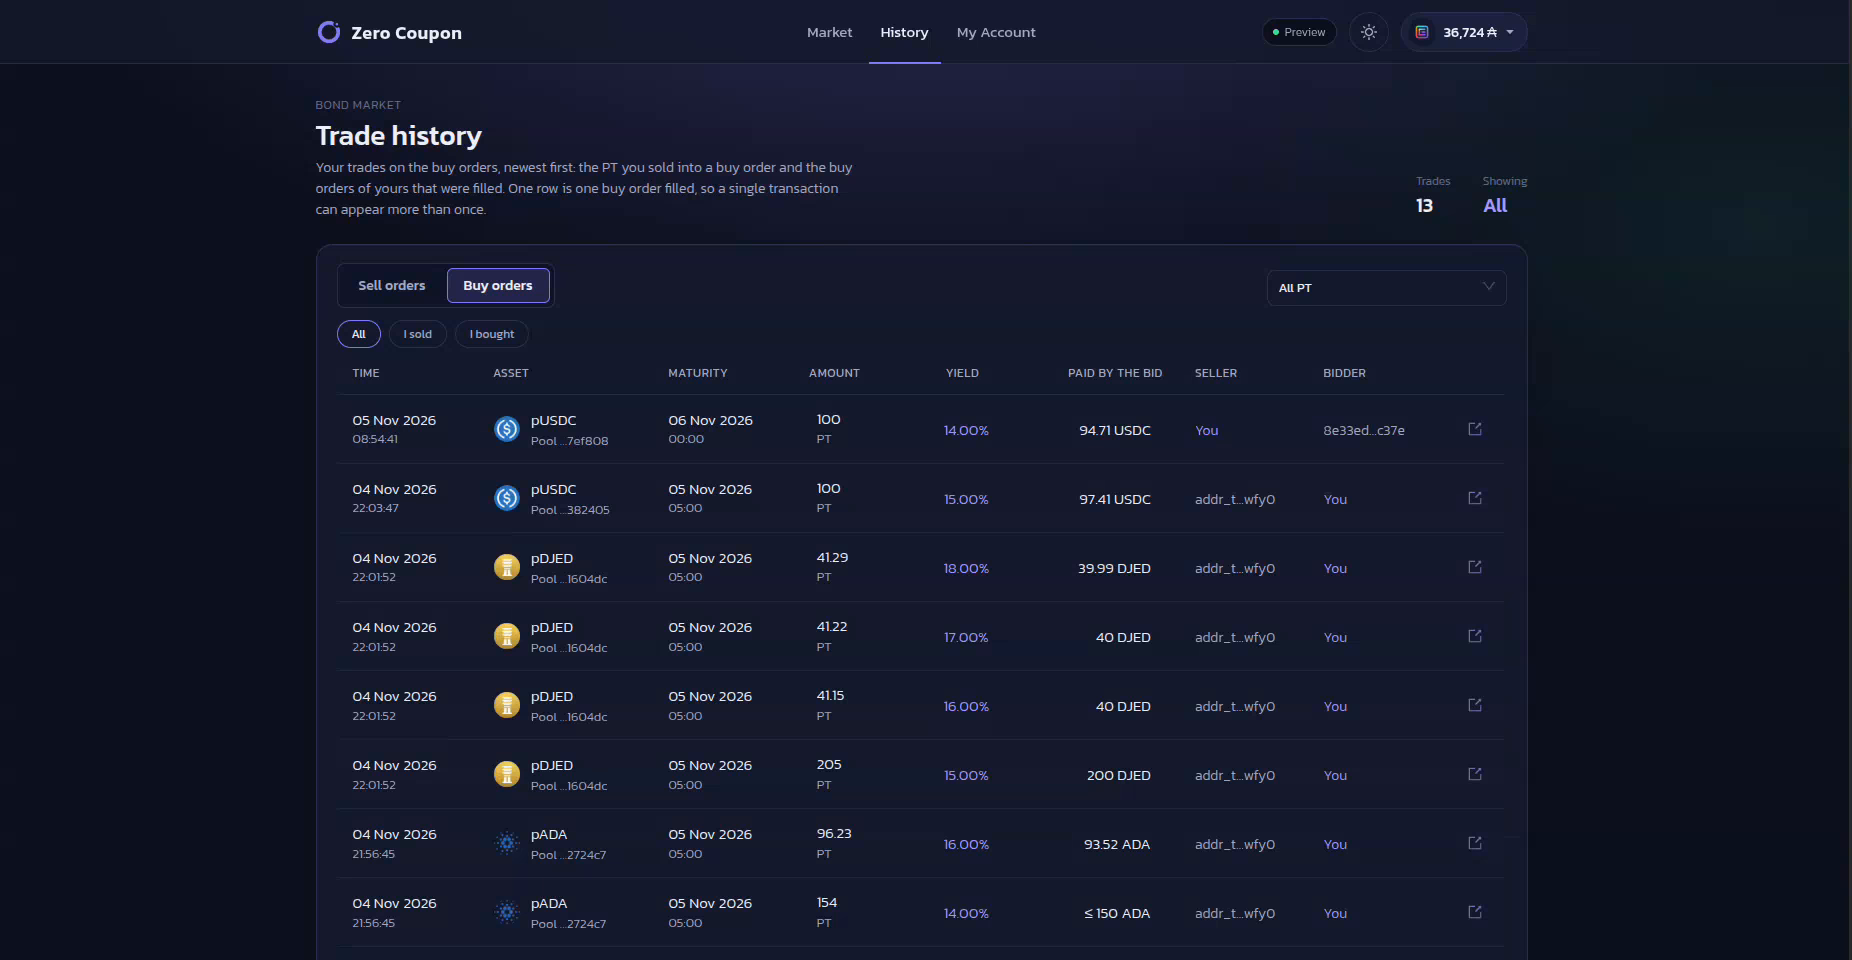 Zero Coupon
Market
History
My Account
Preview
36,724 ₳
BOND MARKET
Trade history
Your trades on the buy orders, newest first: the PT you sold into a buy order and the buy
orders of yours that were filled. One row is one buy order filled, so a single transaction
can appear more than once.
Trades
13
Showing
All
Sell orders
Buy orders
All PT
All
I sold
I bought
TIME ASSET MATURITY AMOUNT YIELD PAID BY THE BID SELLER BIDDER
05 Nov 2026 pUSDC 06 Nov 2026 100 14.00% 94.71 USDC You 8e33ed...c37e
08:54:41 Pool ...7ef808 00:00 PT
04 Nov 2026 pUSDC 05 Nov 2026 100 15.00% 97.41 USDC addr_t...wfy0 You
22:03:47 Pool ...382405 05:00 PT
04 Nov 2026 pDJED 05 Nov 2026 41.29 18.00% 39.99 DJED addr_t...wfy0 You
22:01:52 Pool ...1604dc 05:00 PT
04 Nov 2026 pDJED 05 Nov 2026 41.22 17.00% 40 DJED addr_t...wfy0 You
22:01:52 Pool ...1604dc 05:00 PT
04 Nov 2026 pDJED 05 Nov 2026 41.15 16.00% 40 DJED addr_t...wfy0 You
22:01:52 Pool ...1604dc 05:00 PT
04 Nov 2026 pDJED 05 Nov 2026 205 15.00% 200 DJED addr_t...wfy0 You
22:01:52 Pool ...1604dc 05:00 PT
04 Nov 2026 pADA 05 Nov 2026 96.23 16.00% 93.52 ADA addr_t...wfy0 You
21:56:45 Pool ...2724c7 05:00 PT
04 Nov 2026 pADA 05 Nov 2026 154 14.00% ≤ 150 ADA addr_t...wfy0 You
21:56:45 Pool ...2724c7 05:00 PT